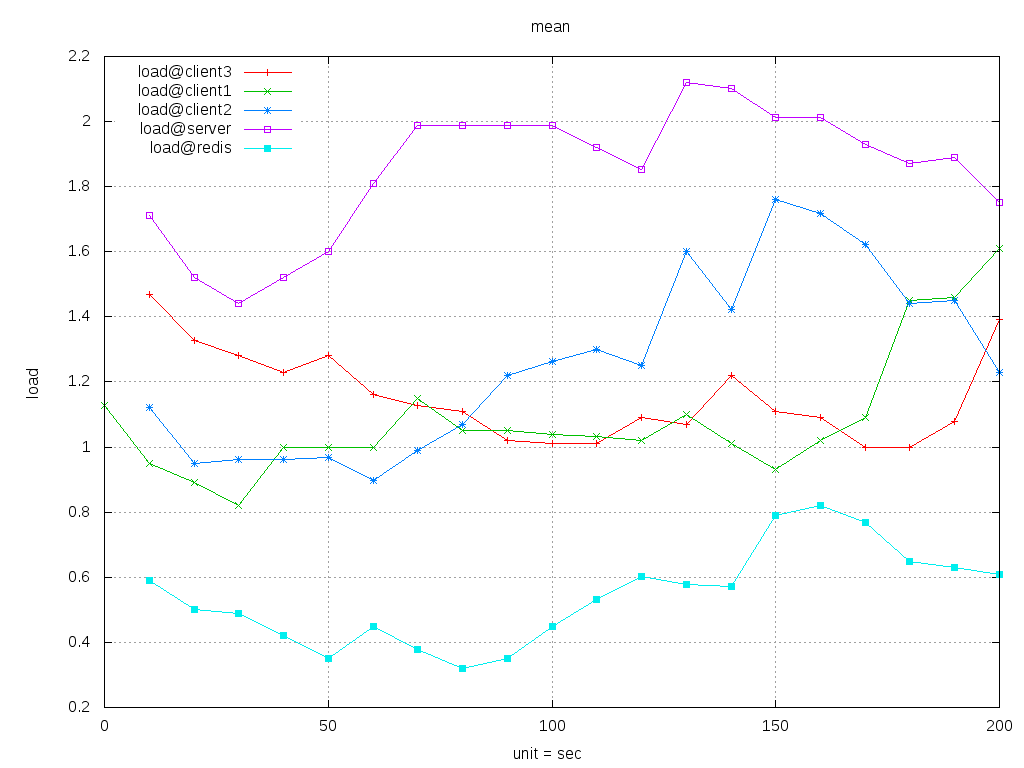 mean
2.2
2
1.8
1.6
1.4
1.2
1
0.8
0.6
0.4
0.2
load@client3
load@client1
load@client2
load@server
load@redis
load
0 50 100 150 200
unit = sec